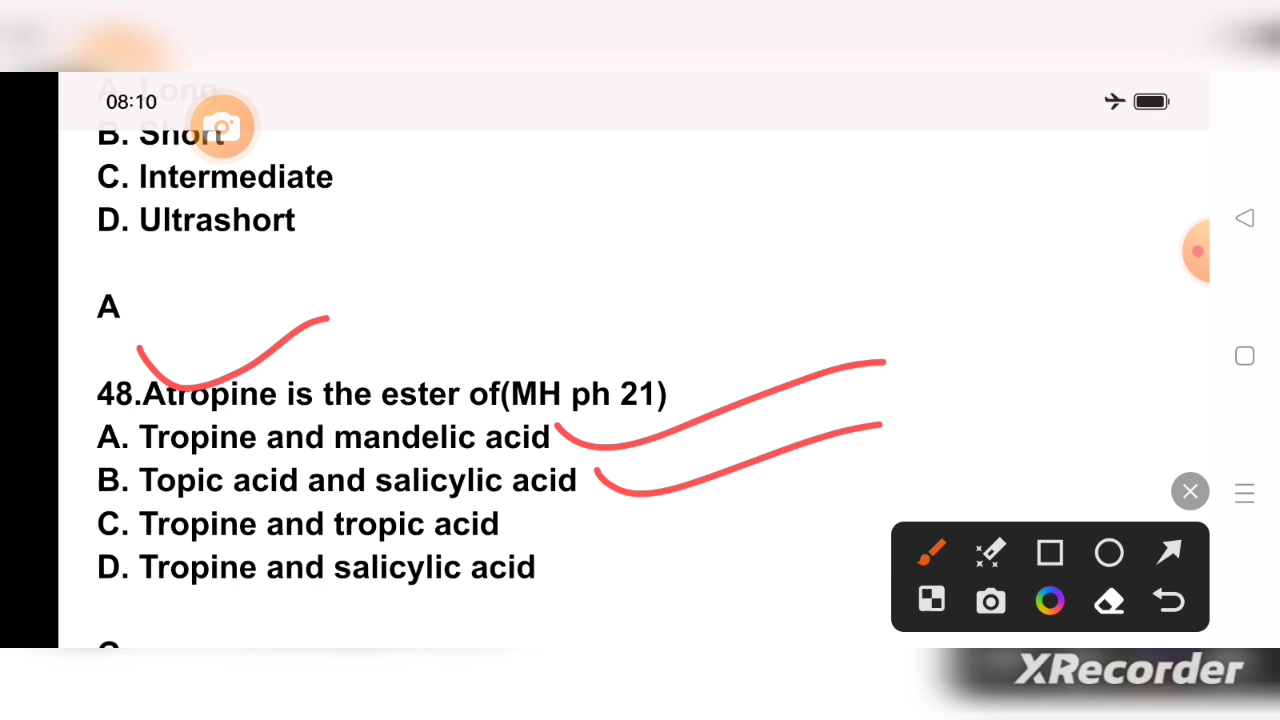 A. Long
08:10
B. Short
C. Intermediate
D. Ultrashort
A
48.Atropine is the ester of(MH ph 21)
A. Tropine and mandelic acid
B. Topic acid and salicylic acid
C. Tropine and tropic acid
D. Tropine and salicylic acid
XRecorder